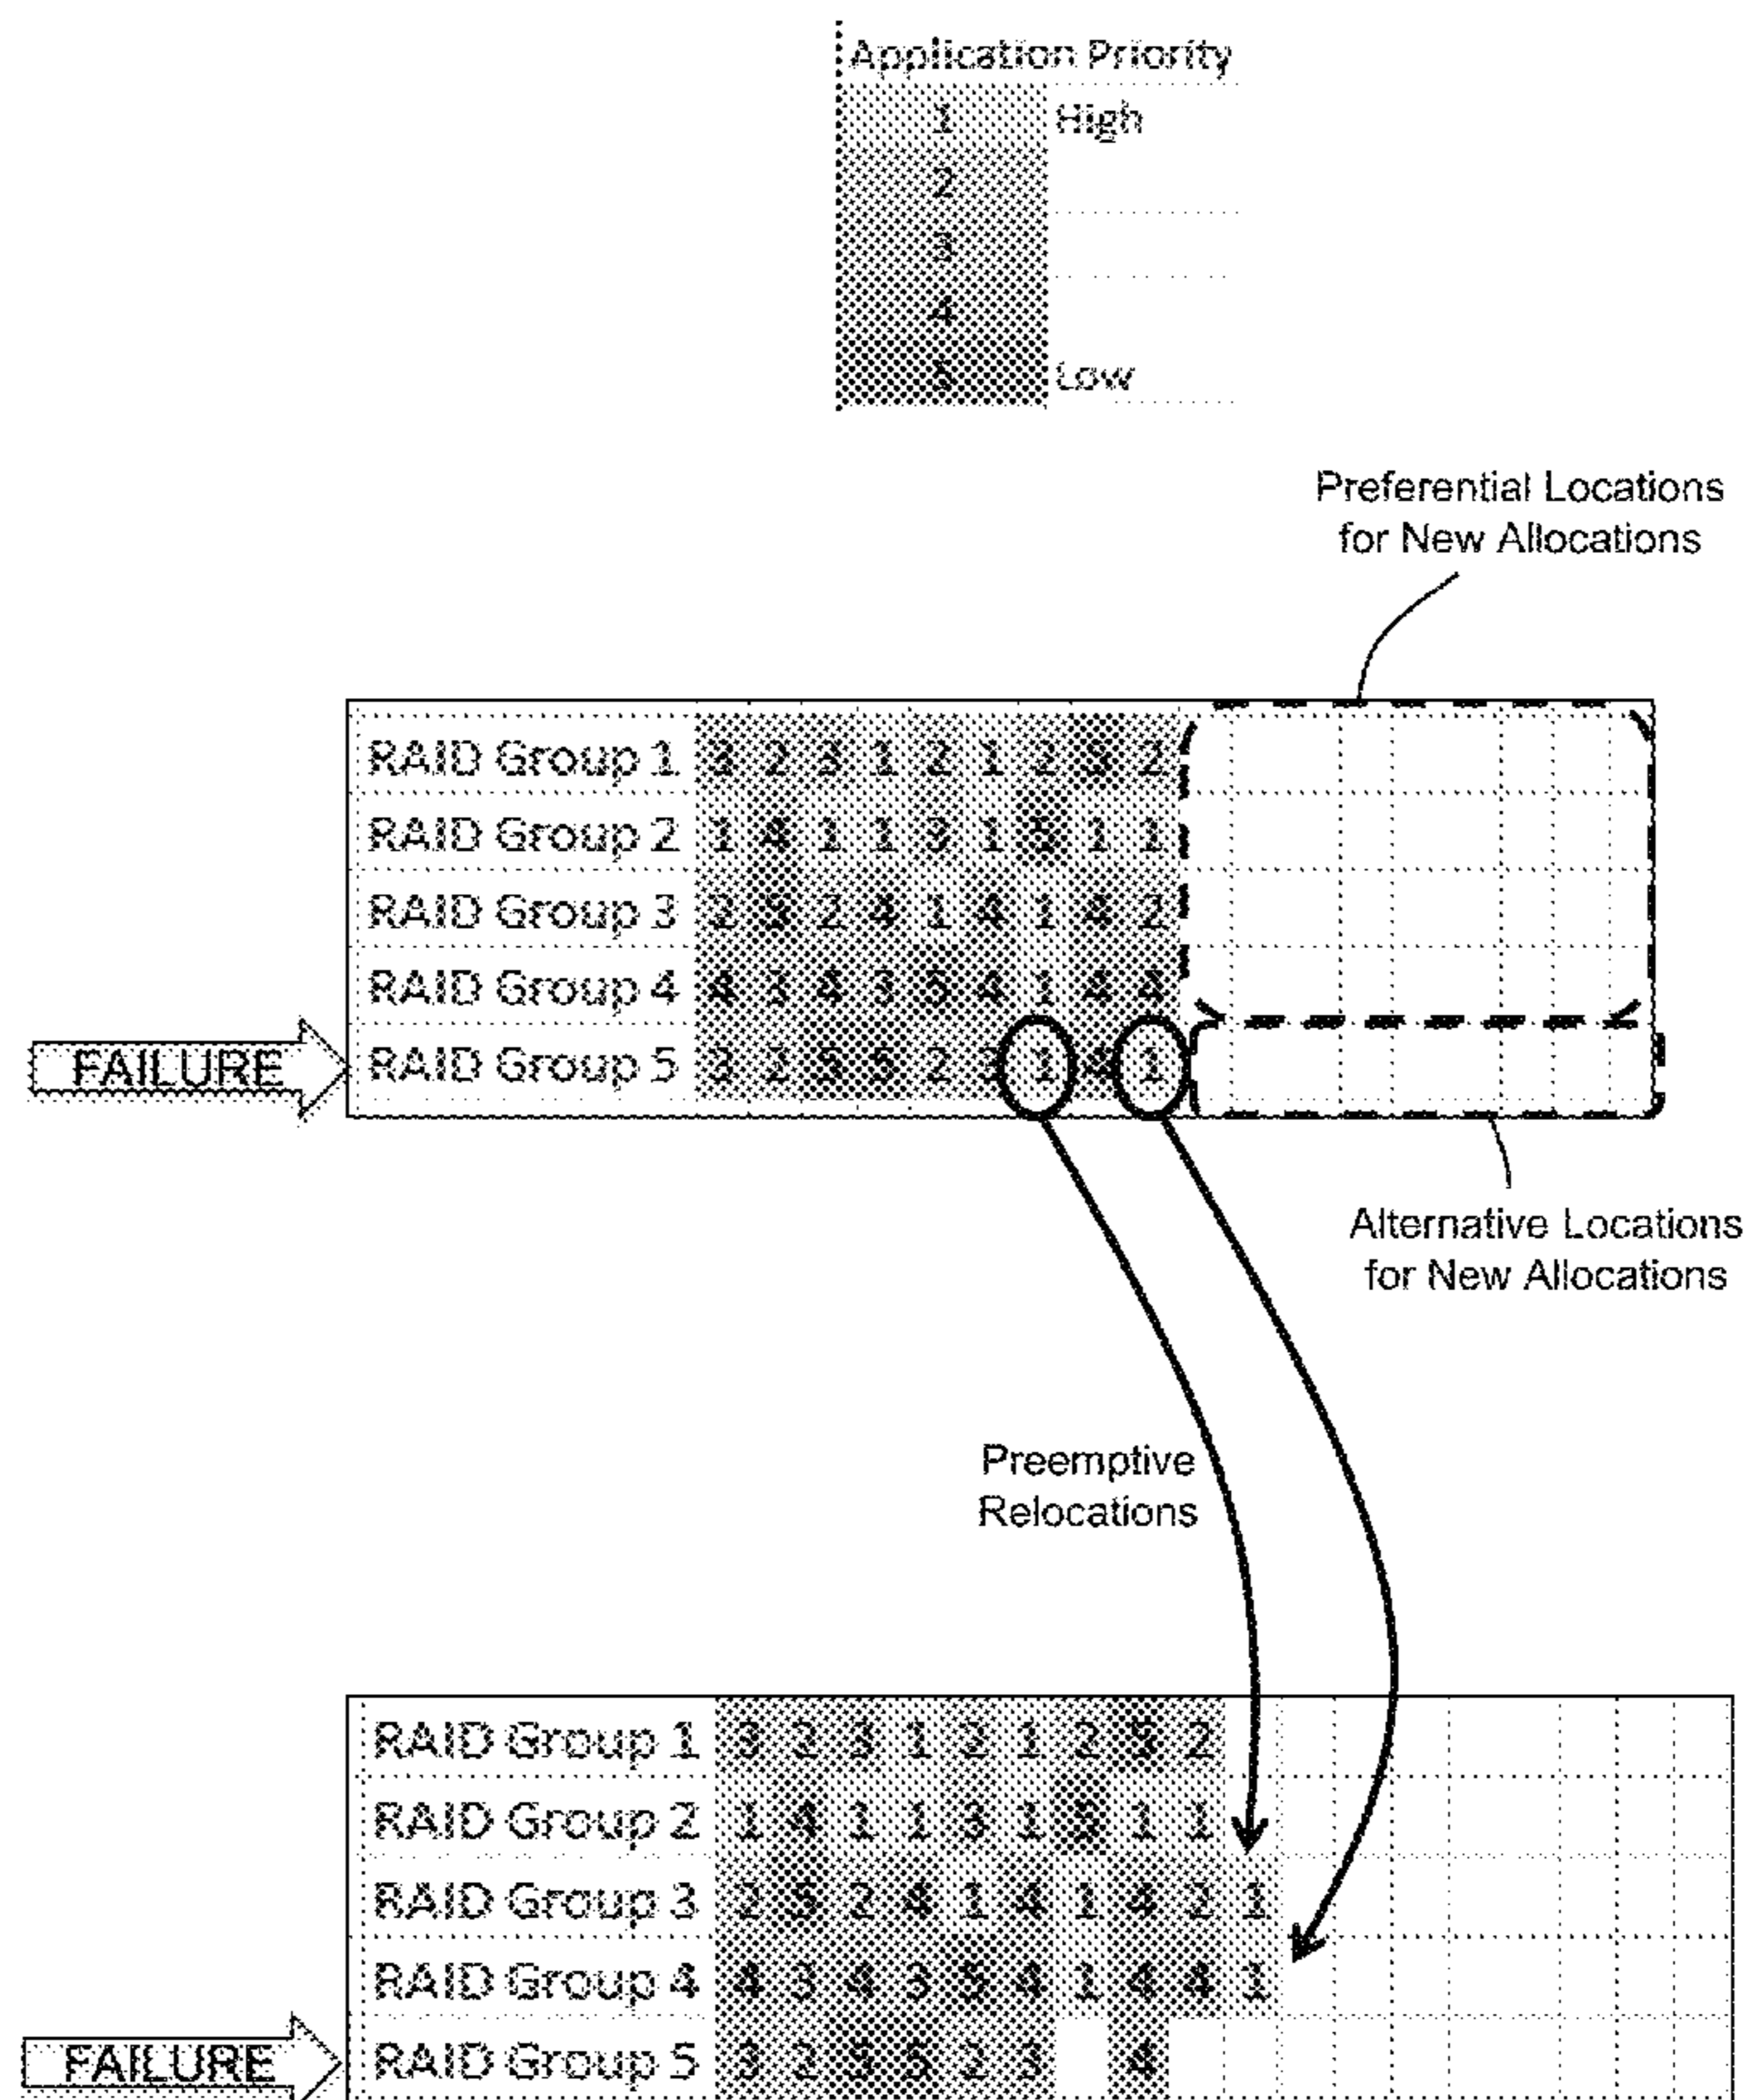 Application Priority
1 High
2
3
4
5 Low
Preferential Locations
for New Allocations
RAID Group 1 3 2 3 1 2 1 2 5 2
RAID Group 2 1 4 1 1 3 1 5 1 1
RAID Group 3 2 5 2 4 1 4 1 4 2
RAID Group 4 4 3 4 3 5 4 1 4 4
FAILURE RAID Group 5 3 2 5 5 2 3 1 4 1
Alternative Locations
for New Allocations
Preemptive
Relocations
RAID Group 1 3 2 3 1 2 1 2 5 2
RAID Group 2 1 4 1 1 3 1 5 1 1
RAID Group 3 2 5 2 4 1 4 1 4 2 1
RAID Group 4 4 3 4 3 5 4 1 4 4 1
FAILURE RAID Group 5 3 2 5 5 2 3 4